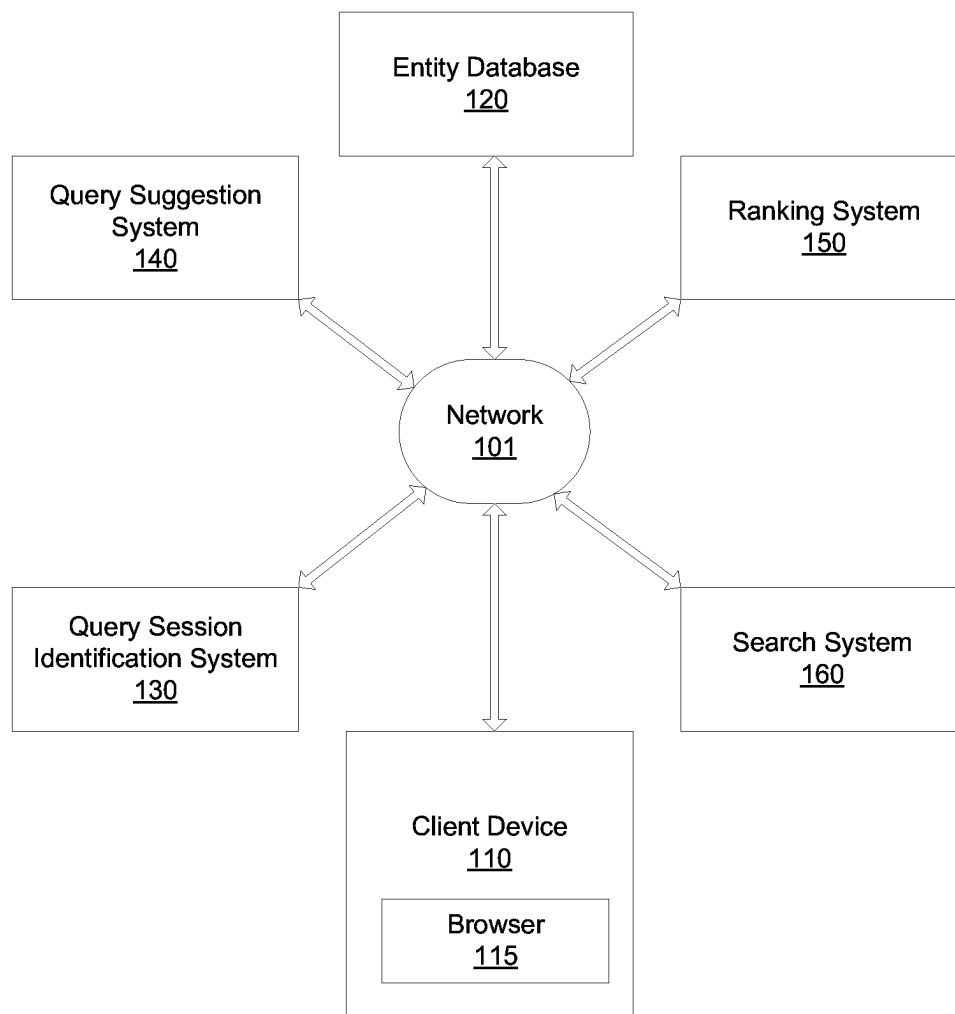 Entity Database
120
Query Suggestion
System
140
Ranking System
150
Network
101
Query Session
Identification System
130
Search System
160
Client Device
110
Browser
115